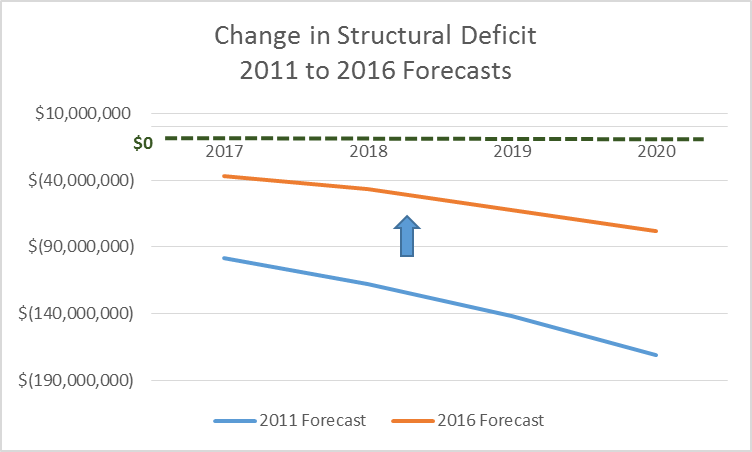 Change in Structural Deficit
2011 to 2016 Forecasts
$10,000,000
$0
2017 2018 2019 2020
$(40,000,000)
$(90,000,000)
$(140,000,000)
$(190,000,000)
2011 Forecast 2016 Forecast